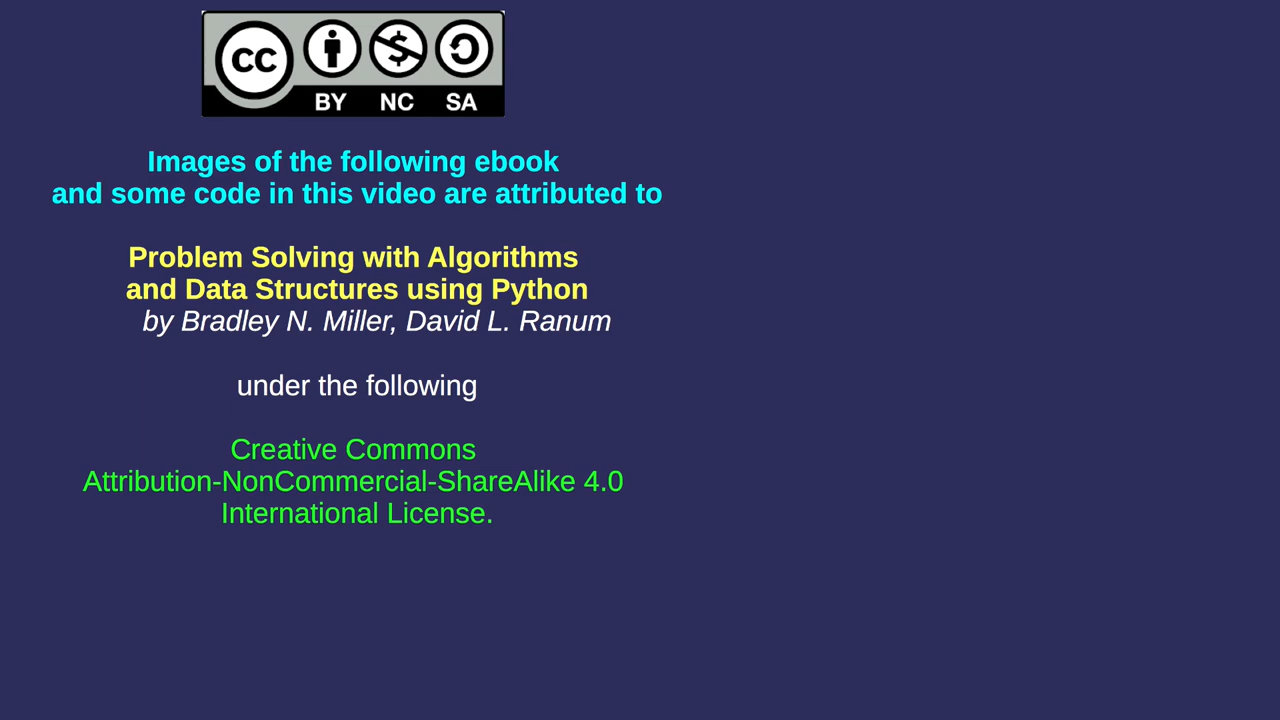 cc
BY NC SA
Images of the following ebook
and some code in this video are attributed to
Problem Solving with Algorithms
and Data Structures using Python
by Bradley N. Miller, David L. Ranum
under the following
Creative Commons
Attribution-NonCommercial-ShareAlike 4.0
International License.